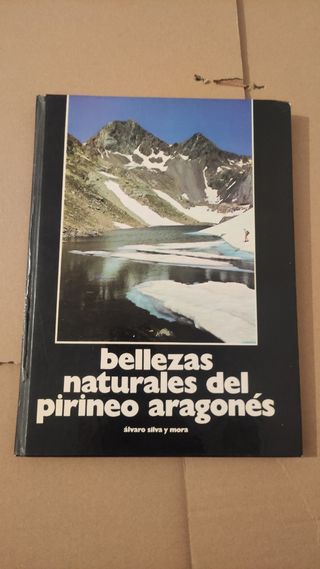 bellezas
naturales del
pirineo aragonés
álvaro silva y mora